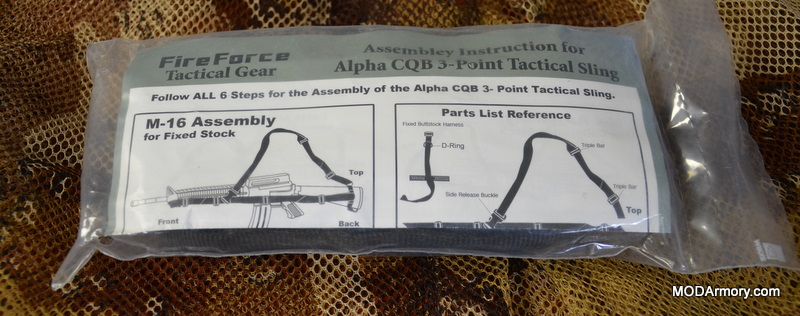 FireForce
Tactical Gear
Assembley Instruction for
Alpha CQB 3-Point Tactical Sling
Follow ALL 6 Steps for the Assembly of the Alpha CQB 3- Point Tactical Sling.
M-16 Assembly
for Fixed Stock
Top
Front
Back
Parts List Reference
Fixed Buttstock Harness
D-Ring
Triple Bar
Triple Bar
Side Release Buckle
Top
MODArmory.com